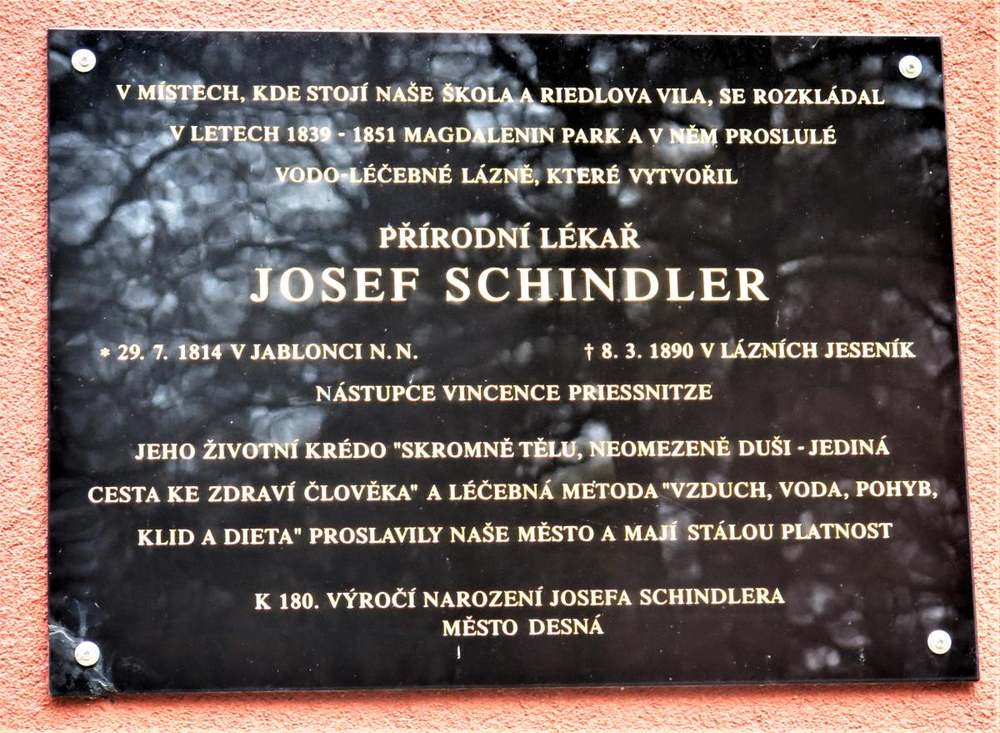 V MÍSTECH, KDE STOJÍ NAŠE ŠKOLA A RIEDLOVA VILA, SE ROZKLÁDAL
V LETECH 1839 - 1851 MAGDALENIN PARK A V NĚM PROSLULÉ
VODO-LÉČEBNÉ LÁZNĚ, KTERÉ VYTVOŘIL
PŘÍRODNÍ LÉKAŘ
JOSEF SCHINDLER
* 29. 7. 1814 V JABLONCI N. N. † 8. 3. 1890 V LÁZNÍCH JESENÍK
NÁSTUPCE VINCENCE PRIESSNITZE
JEHO ŽIVOTNÍ KRÉDO "SKROMNĚ TĚLU, NEOMEZENĚ DUŠI - JEDINÁ
CESTA KE ZDRAVÍ ČLOVĚKA" A LÉČEBNÁ METODA "VZDUCH, VODA, POHYB,
KLID A DIETA" PROSLAVILY NAŠE MĚSTO A MAJÍ STÁLOU PLATNOST
K 180. VÝROČÍ NAROZENÍ JOSEFA SCHINDLERA
MĚSTO DESNÁ